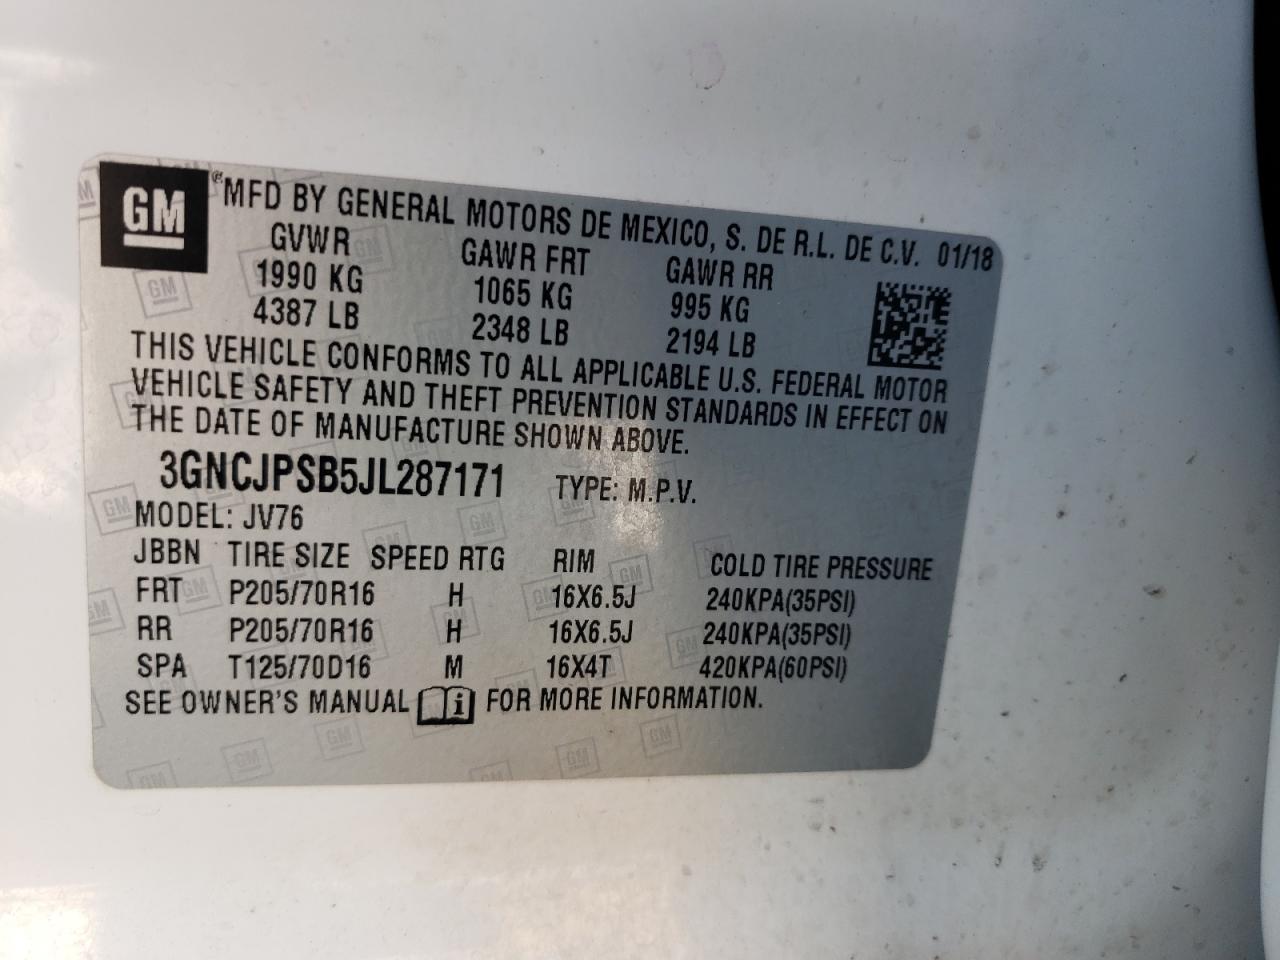 GM ® MFD BY GENERAL MOTORS DE MEXICO, S. DE R.L. DE C.V. 01/18
GVWR GAWR FRT GAWR RR
1990 KG 1065 KG 995 KG
4387 LB 2348 LB 2194 LB
THIS VEHICLE CONFORMS TO ALL APPLICABLE U.S. FEDERAL MOTOR
VEHICLE SAFETY AND THEFT PREVENTION STANDARDS IN EFFECT ON
THE DATE OF MANUFACTURE SHOWN ABOVE.
3GNCJPSB5JL287171 TYPE: M.P.V.
MODEL: JV76
JBBN TIRE SIZE SPEED RTG RIM COLD TIRE PRESSURE
FRT P205/70R16 H 16X6.5J 240KPA(35PSI)
RR P205/70R16 H 16X6.5J 240KPA(35PSI)
SPA T125/70D16 M 16X4T 420KPA(60PSI)
SEE OWNER'S MANUAL i FOR MORE INFORMATION.